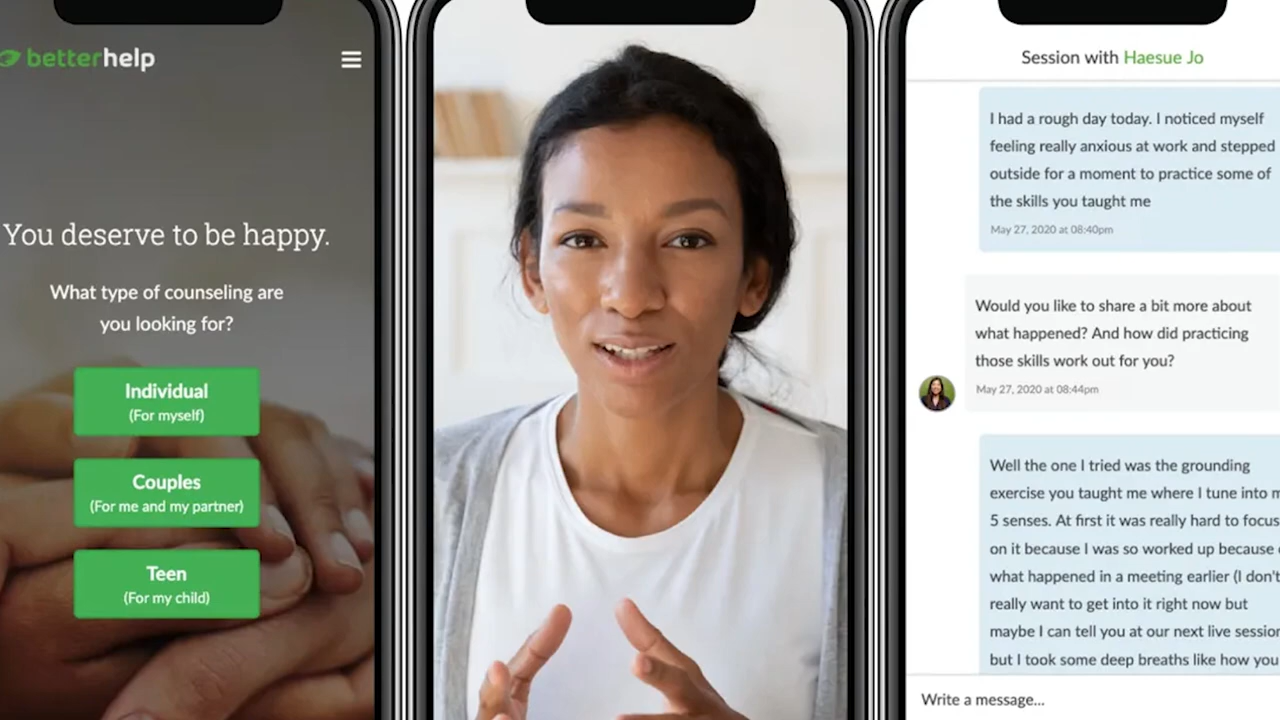 betterhelp
You deserve to be happy.
What type of counseling are
you looking for?
Individual
(For myself)
Couples
(For me and my partner)
Teen
(For my child)
Session with Haesue Jo
I had a rough day today. I noticed myself
feeling really anxious at work and stepped
outside for a moment to practice some of
the skills you taught me
May 27, 2020 at 08:40pm
Would you like to share a bit more about
what happened? And how did practicing
those skills work out for you?
May 27, 2020 at 08:44pm
Well the one I tried was the grounding
exercise you taught me where I tune into
5 senses. At first it was really hard to focus
on it because I was so worked up because
what happened in a meeting earlier (I don't
really want to get into it right now but
maybe I can tell you at our next live session
but I took some deep breaths like how you
Write a message...